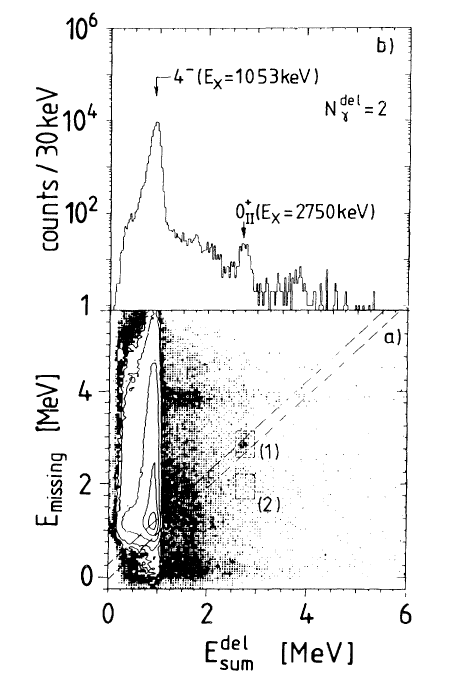 10⁶
b)
4⁻(Eₓ=1053keV)
N_γ^del=2
10⁴
counts / 30keV
10²
0⁺_II(Eₓ=2750keV)
1
a)
4
E_missing [MeV]
(1)
2
(2)
0
0 2 4 6
E_sum^del [MeV]